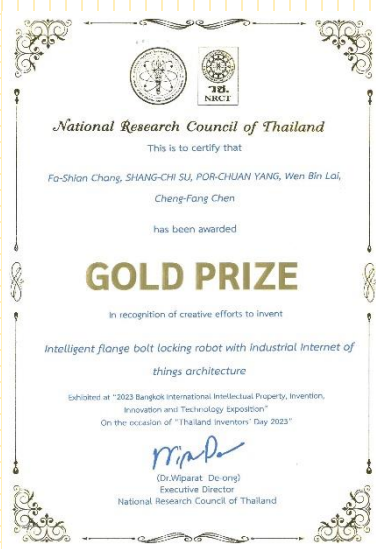 วช.
NRCT
National Research Council of Thailand
This is to certify that
Fa-Shian Chang, SHANG-CHI SU, POR-CHUAN YANG, Wen Bin Lai,
Cheng-Fang Chen
has been awarded
GOLD PRIZE
In recognition of creative efforts to invent
Intelligent flange bolt locking robot with industrial internet of
things architecture
Exhibited at "2023 Bangkok International Intellectual Property, Invention,
Innovation and Technology Exposition"
On the occasion of "Thailand Inventors' Day 2023"
(Dr.Wiparat De-ong)
Executive Director
National Research Council of Thailand